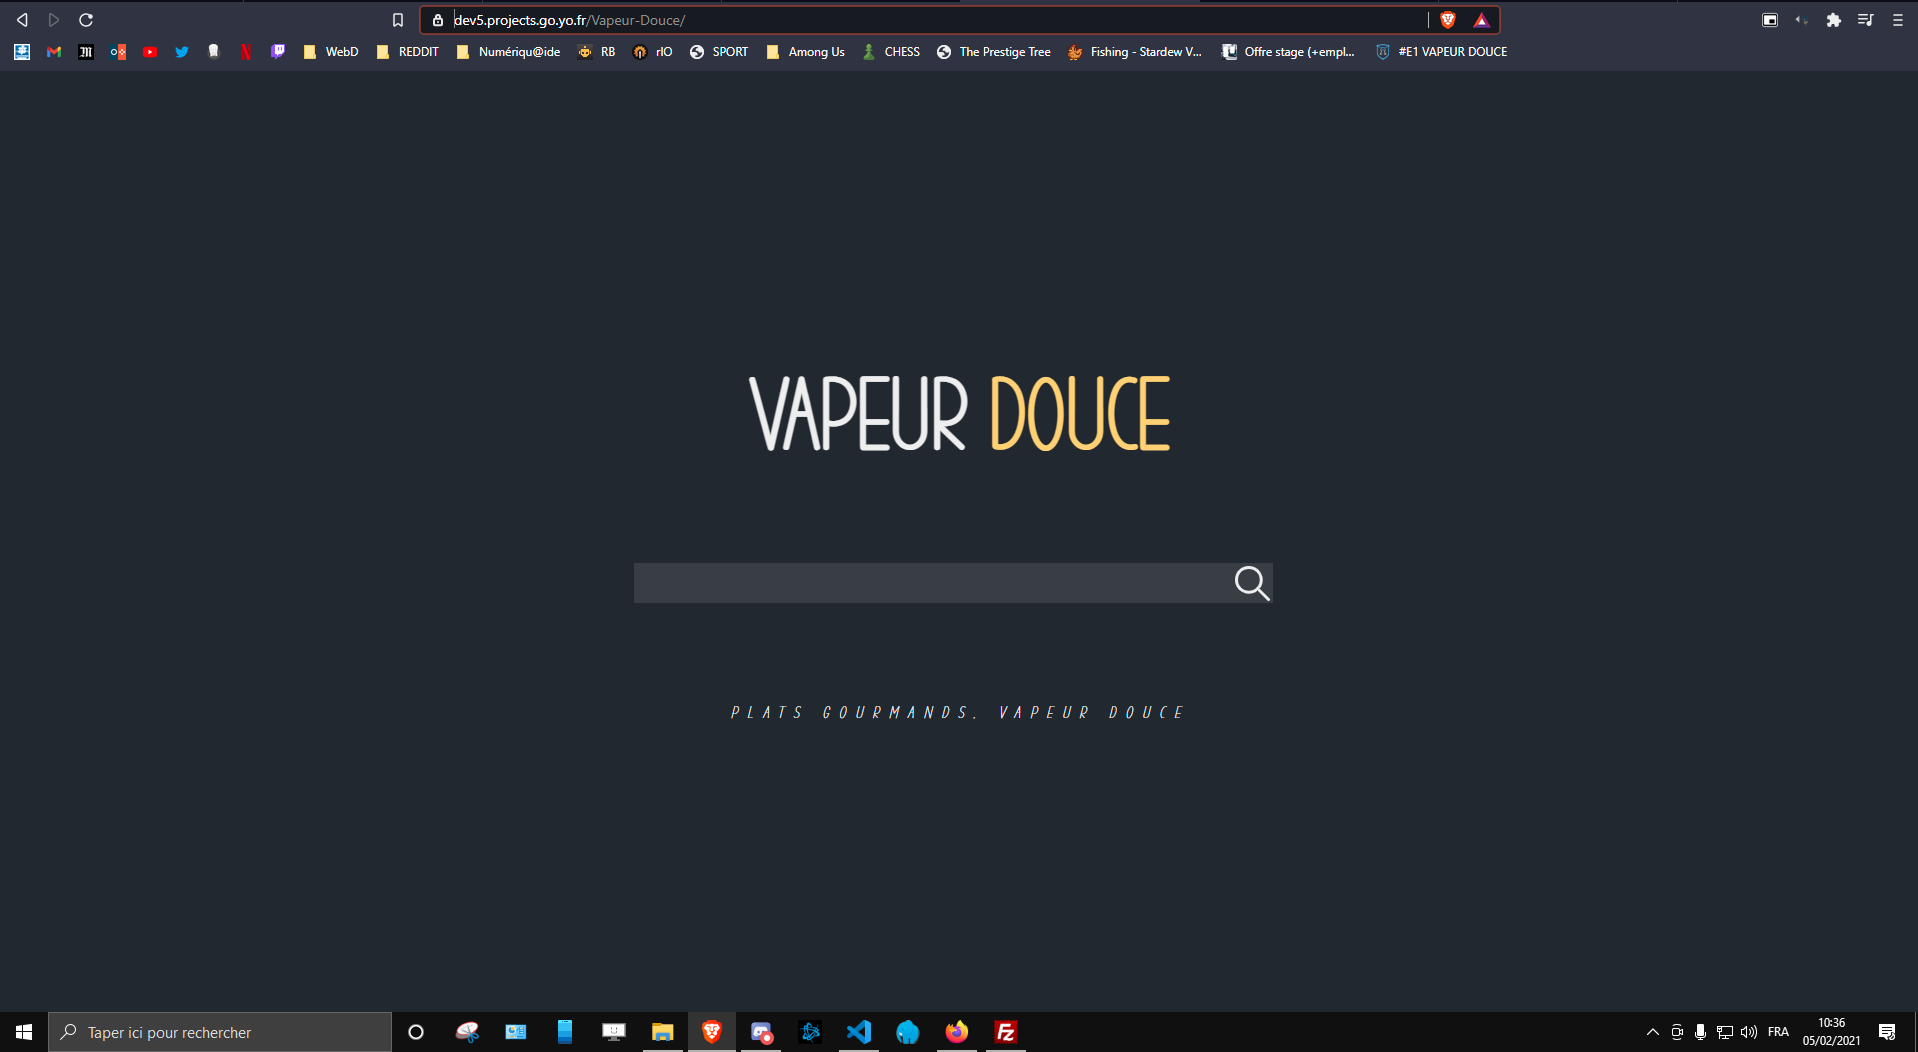 dev5.projects.go.yo.fr/Vapeur-Douce/
WebD REDDIT Numériqu@ide RB rIO SPORT Among Us CHESS The Prestige Tree Fishing - Stardew V... Offre stage (+empl... #E1 VAPEUR DOUCE
VAPEUR DOUCE
PLATS GOURMANDS, VAPEUR DOUCE
Taper ici pour rechercher
FRA
10:36
05/02/2021